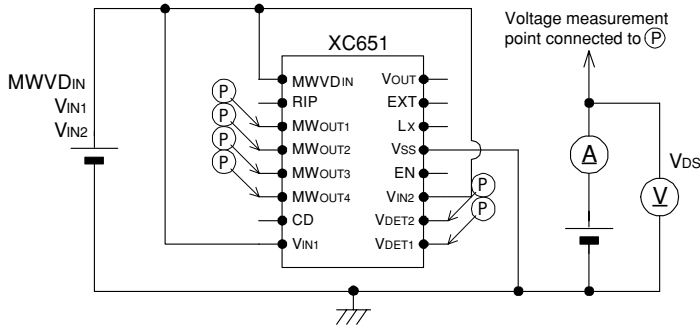 Voltage measurement
point connected to P
XC651
MWVDIN
VIN1
VIN2
P
P
P
P
MWVDIN
RIP
MWOUT1
MWOUT2
MWOUT3
MWOUT4
CD
VIN1
VOUT
EXT
LX
VSS
EN
VIN2
VDET2
VDET1
P
P
A
V
VDS